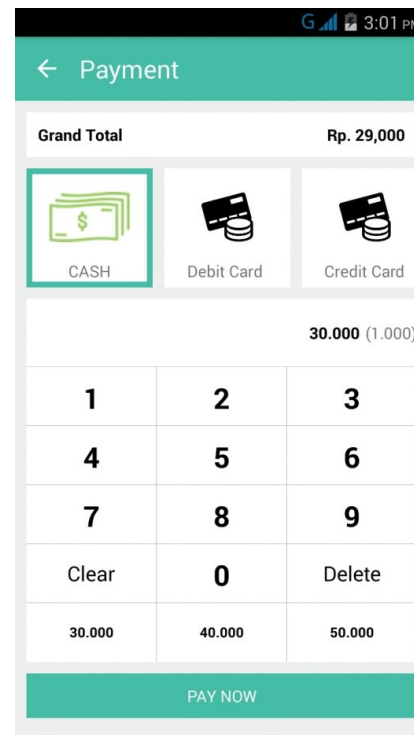 G 3:01 PM
Payment
Grand Total Rp. 29,000
$
CASH Debit Card Credit Card
30.000 (1.000)
1 2 3
4 5 6
7 8 9
Clear 0 Delete
30.000 40.000 50.000
PAY NOW